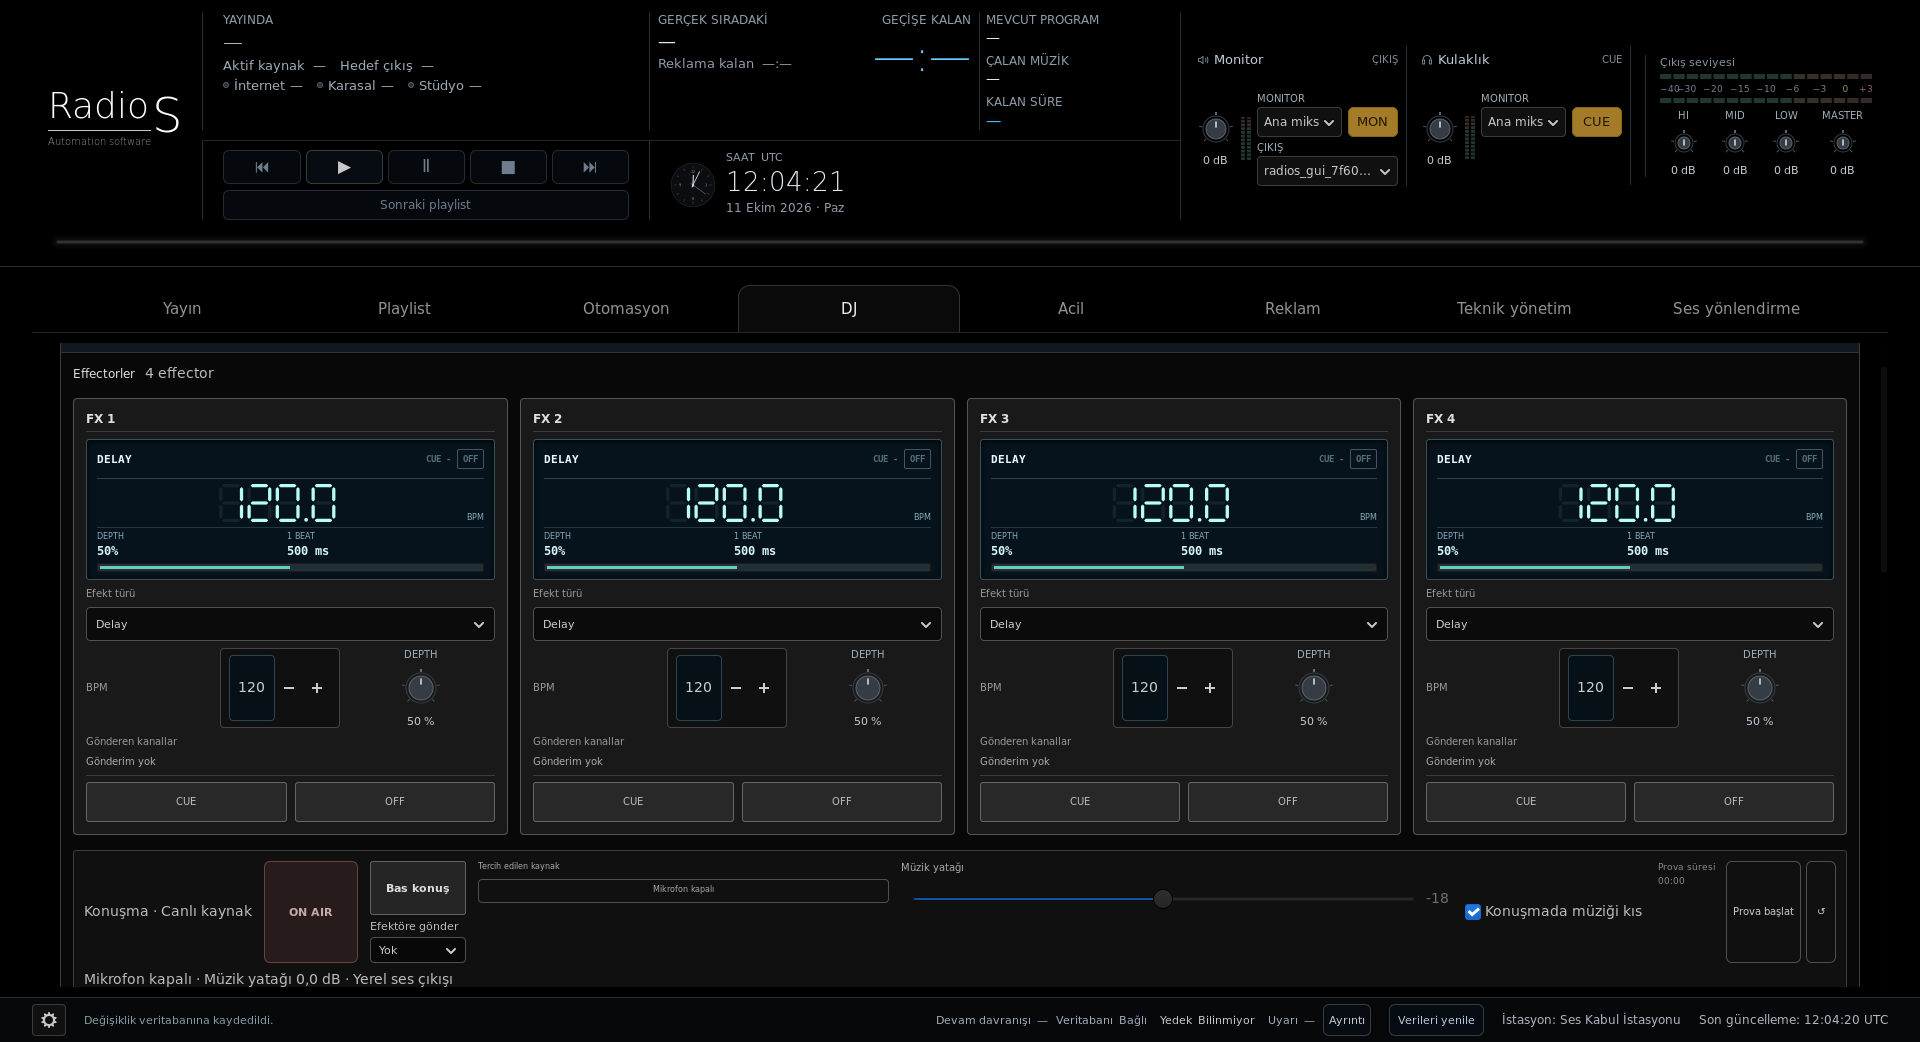 Radio S
Automation software
YAYINDA
—
Aktif kaynak — Hedef çıkış —
İnternet — Karasal — Stüdyo —
GERÇEK SIRADAKİ
—
Reklama kalan —:—
GEÇİŞE KALAN
—:—
MEVCUT PROGRAM
—
ÇALAN MÜZİK
—
KALAN SÜRE
—
Sonraki playlist
SAAT UTC
12:04:21
11 Ekim 2026 · Paz
Monitor ÇIKIŞ
MONITOR
Ana miks MON
0 dB
ÇIKIŞ
radios_gui_7f60...
Kulaklık CUE
MONITOR
Ana miks CUE
0 dB
Çıkış seviyesi
−40 −30 −20 −15 −10 −6 −3 0 +3
HI MID LOW MASTER
0 dB 0 dB 0 dB 0 dB
Yayın Playlist Otomasyon DJ Acil Reklam Teknik yönetim Ses yönlendirme
Effectorler 4 effector
FX 1
DELAY CUE - OFF
120.0 BPM
DEPTH 1 BEAT
50% 500 ms
Efekt türü
Delay
BPM 120 − + DEPTH
50 %
Gönderen kanallar
Gönderim yok
CUE OFF
FX 2
DELAY CUE - OFF
120.0 BPM
DEPTH 1 BEAT
50% 500 ms
Efekt türü
Delay
BPM 120 − + DEPTH
50 %
Gönderen kanallar
Gönderim yok
CUE OFF
FX 3
DELAY CUE - OFF
120.0 BPM
DEPTH 1 BEAT
50% 500 ms
Efekt türü
Delay
BPM 120 − + DEPTH
50 %
Gönderen kanallar
Gönderim yok
CUE OFF
FX 4
DELAY CUE - OFF
120.0 BPM
DEPTH 1 BEAT
50% 500 ms
Efekt türü
Delay
BPM 120 − + DEPTH
50 %
Gönderen kanallar
Gönderim yok
CUE OFF
Konuşma · Canlı kaynak
ON AIR
Bas konuş
Efektöre gönder
Yok
Tercih edilen kaynak
Mikrofon kapalı
Müzik yatağı
-18
Konuşmada müziği kıs
Prova süresi
00:00
Prova başlat
↺
Mikrofon kapalı · Müzik yatağı 0,0 dB · Yerel ses çıkışı
Değişiklik veritabanına kaydedildi.
Devam davranışı — Veritabanı Bağlı Yedek Bilinmiyor Uyarı — Ayrıntı Verileri yenile İstasyon: Ses Kabul İstasyonu Son güncelleme: 12:04:20 UTC